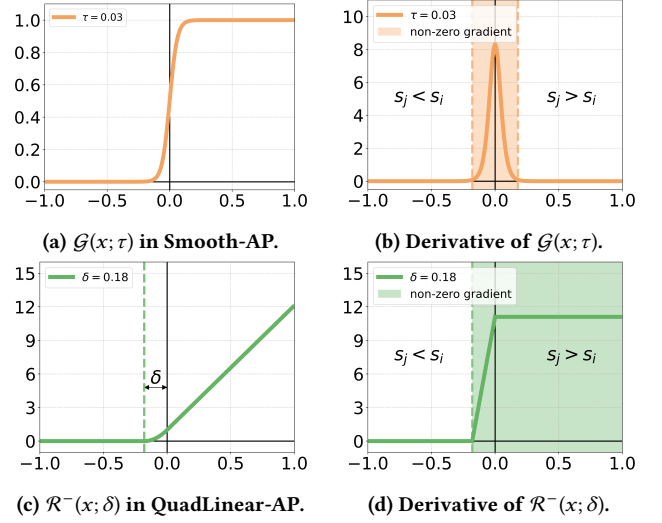 τ = 0.03
1.0
0.8
0.6
0.4
0.2
0.0
−1.0 −0.5 0.0 0.5 1.0
(a) 𝒢(x; τ) in Smooth-AP.
τ = 0.03
non-zero gradient
10
8
6
4
2
0
s_j < s_i
s_j > s_i
−1.0 −0.5 0.0 0.5 1.0
(b) Derivative of 𝒢(x; τ).
δ = 0.18
15
12
9
6
3
0
δ
−1.0 −0.5 0.0 0.5 1.0
(c) ℛ⁻(x; δ) in QuadLinear-AP.
δ = 0.18
non-zero gradient
15
12
9
6
3
0
s_j < s_i
s_j > s_i
−1.0 −0.5 0.0 0.5 1.0
(d) Derivative of ℛ⁻(x; δ).